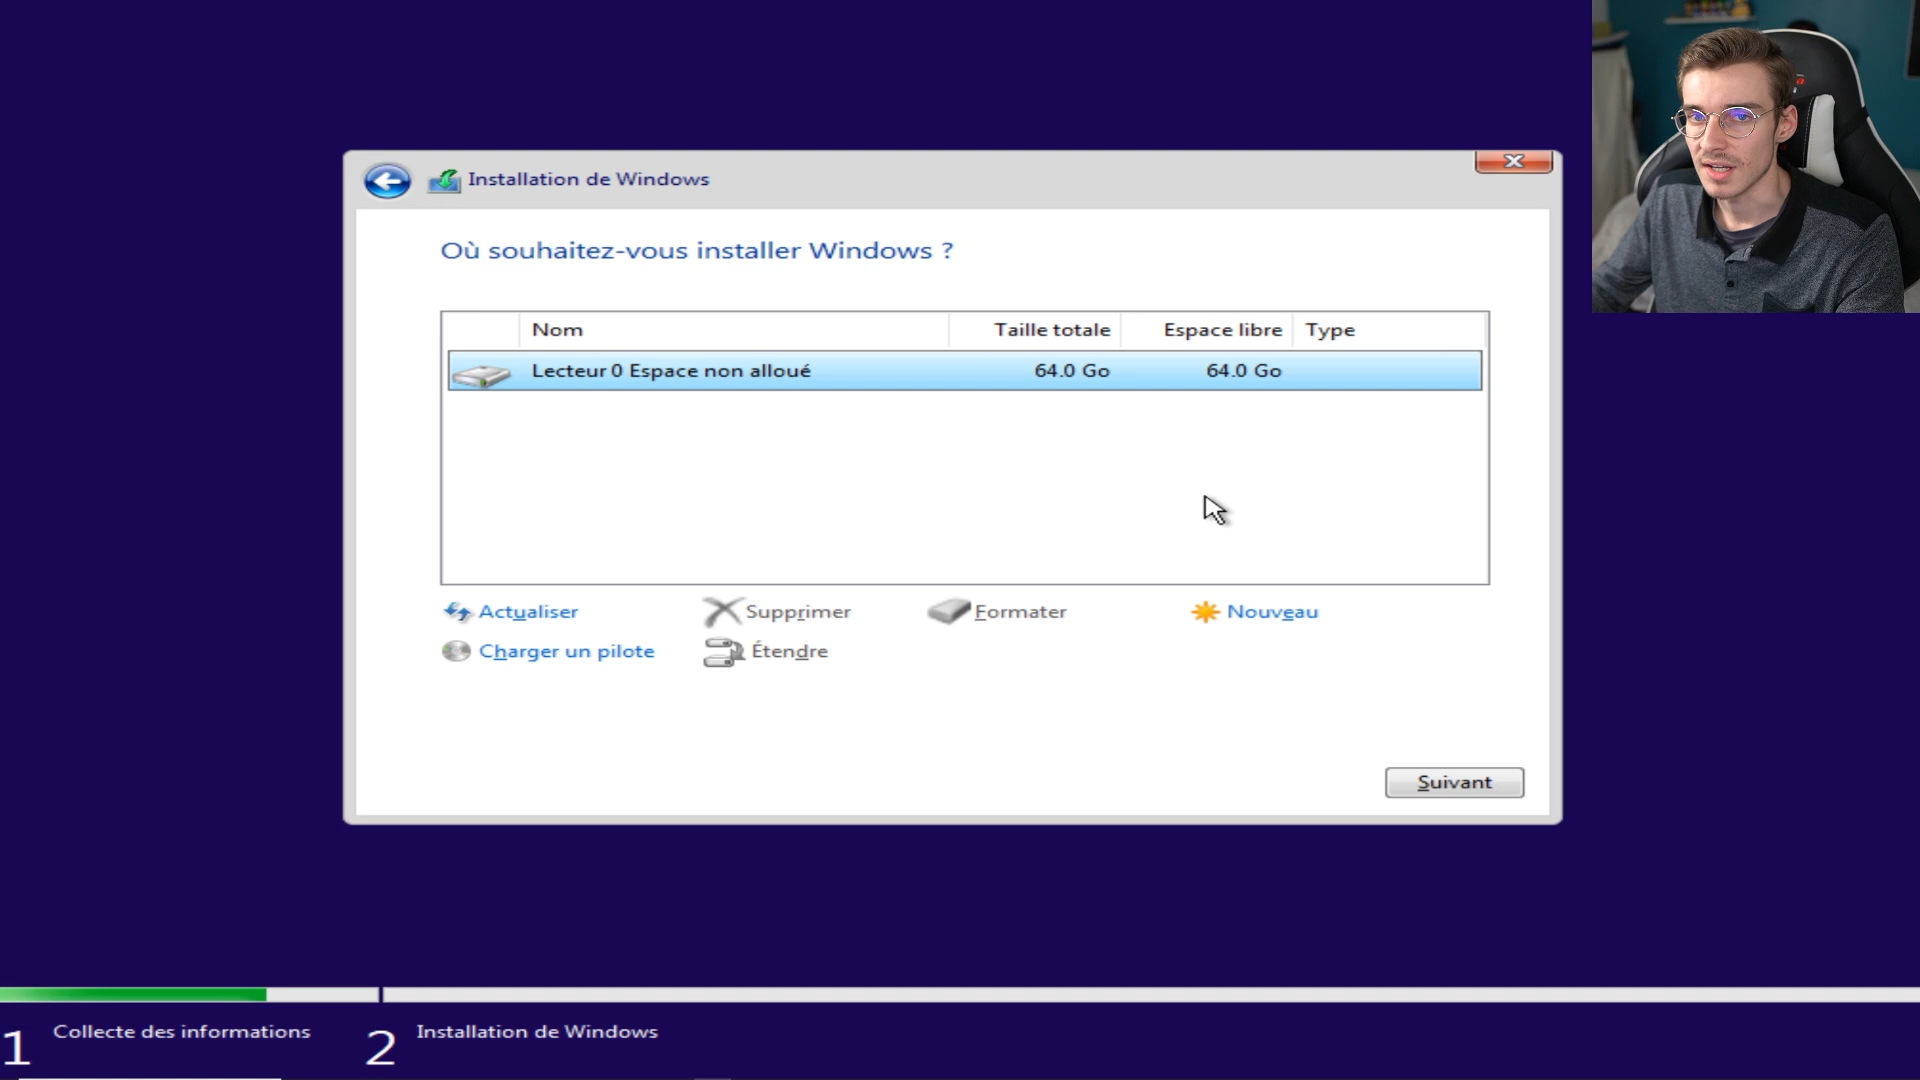 Installation de Windows
Où souhaitez-vous installer Windows ?
Nom Taille totale Espace libre Type
Lecteur 0 Espace non alloué 64.0 Go 64.0 Go
Actualiser Supprimer Formater Nouveau
Charger un pilote Étendre
Suivant
1 Collecte des informations 2 Installation de Windows